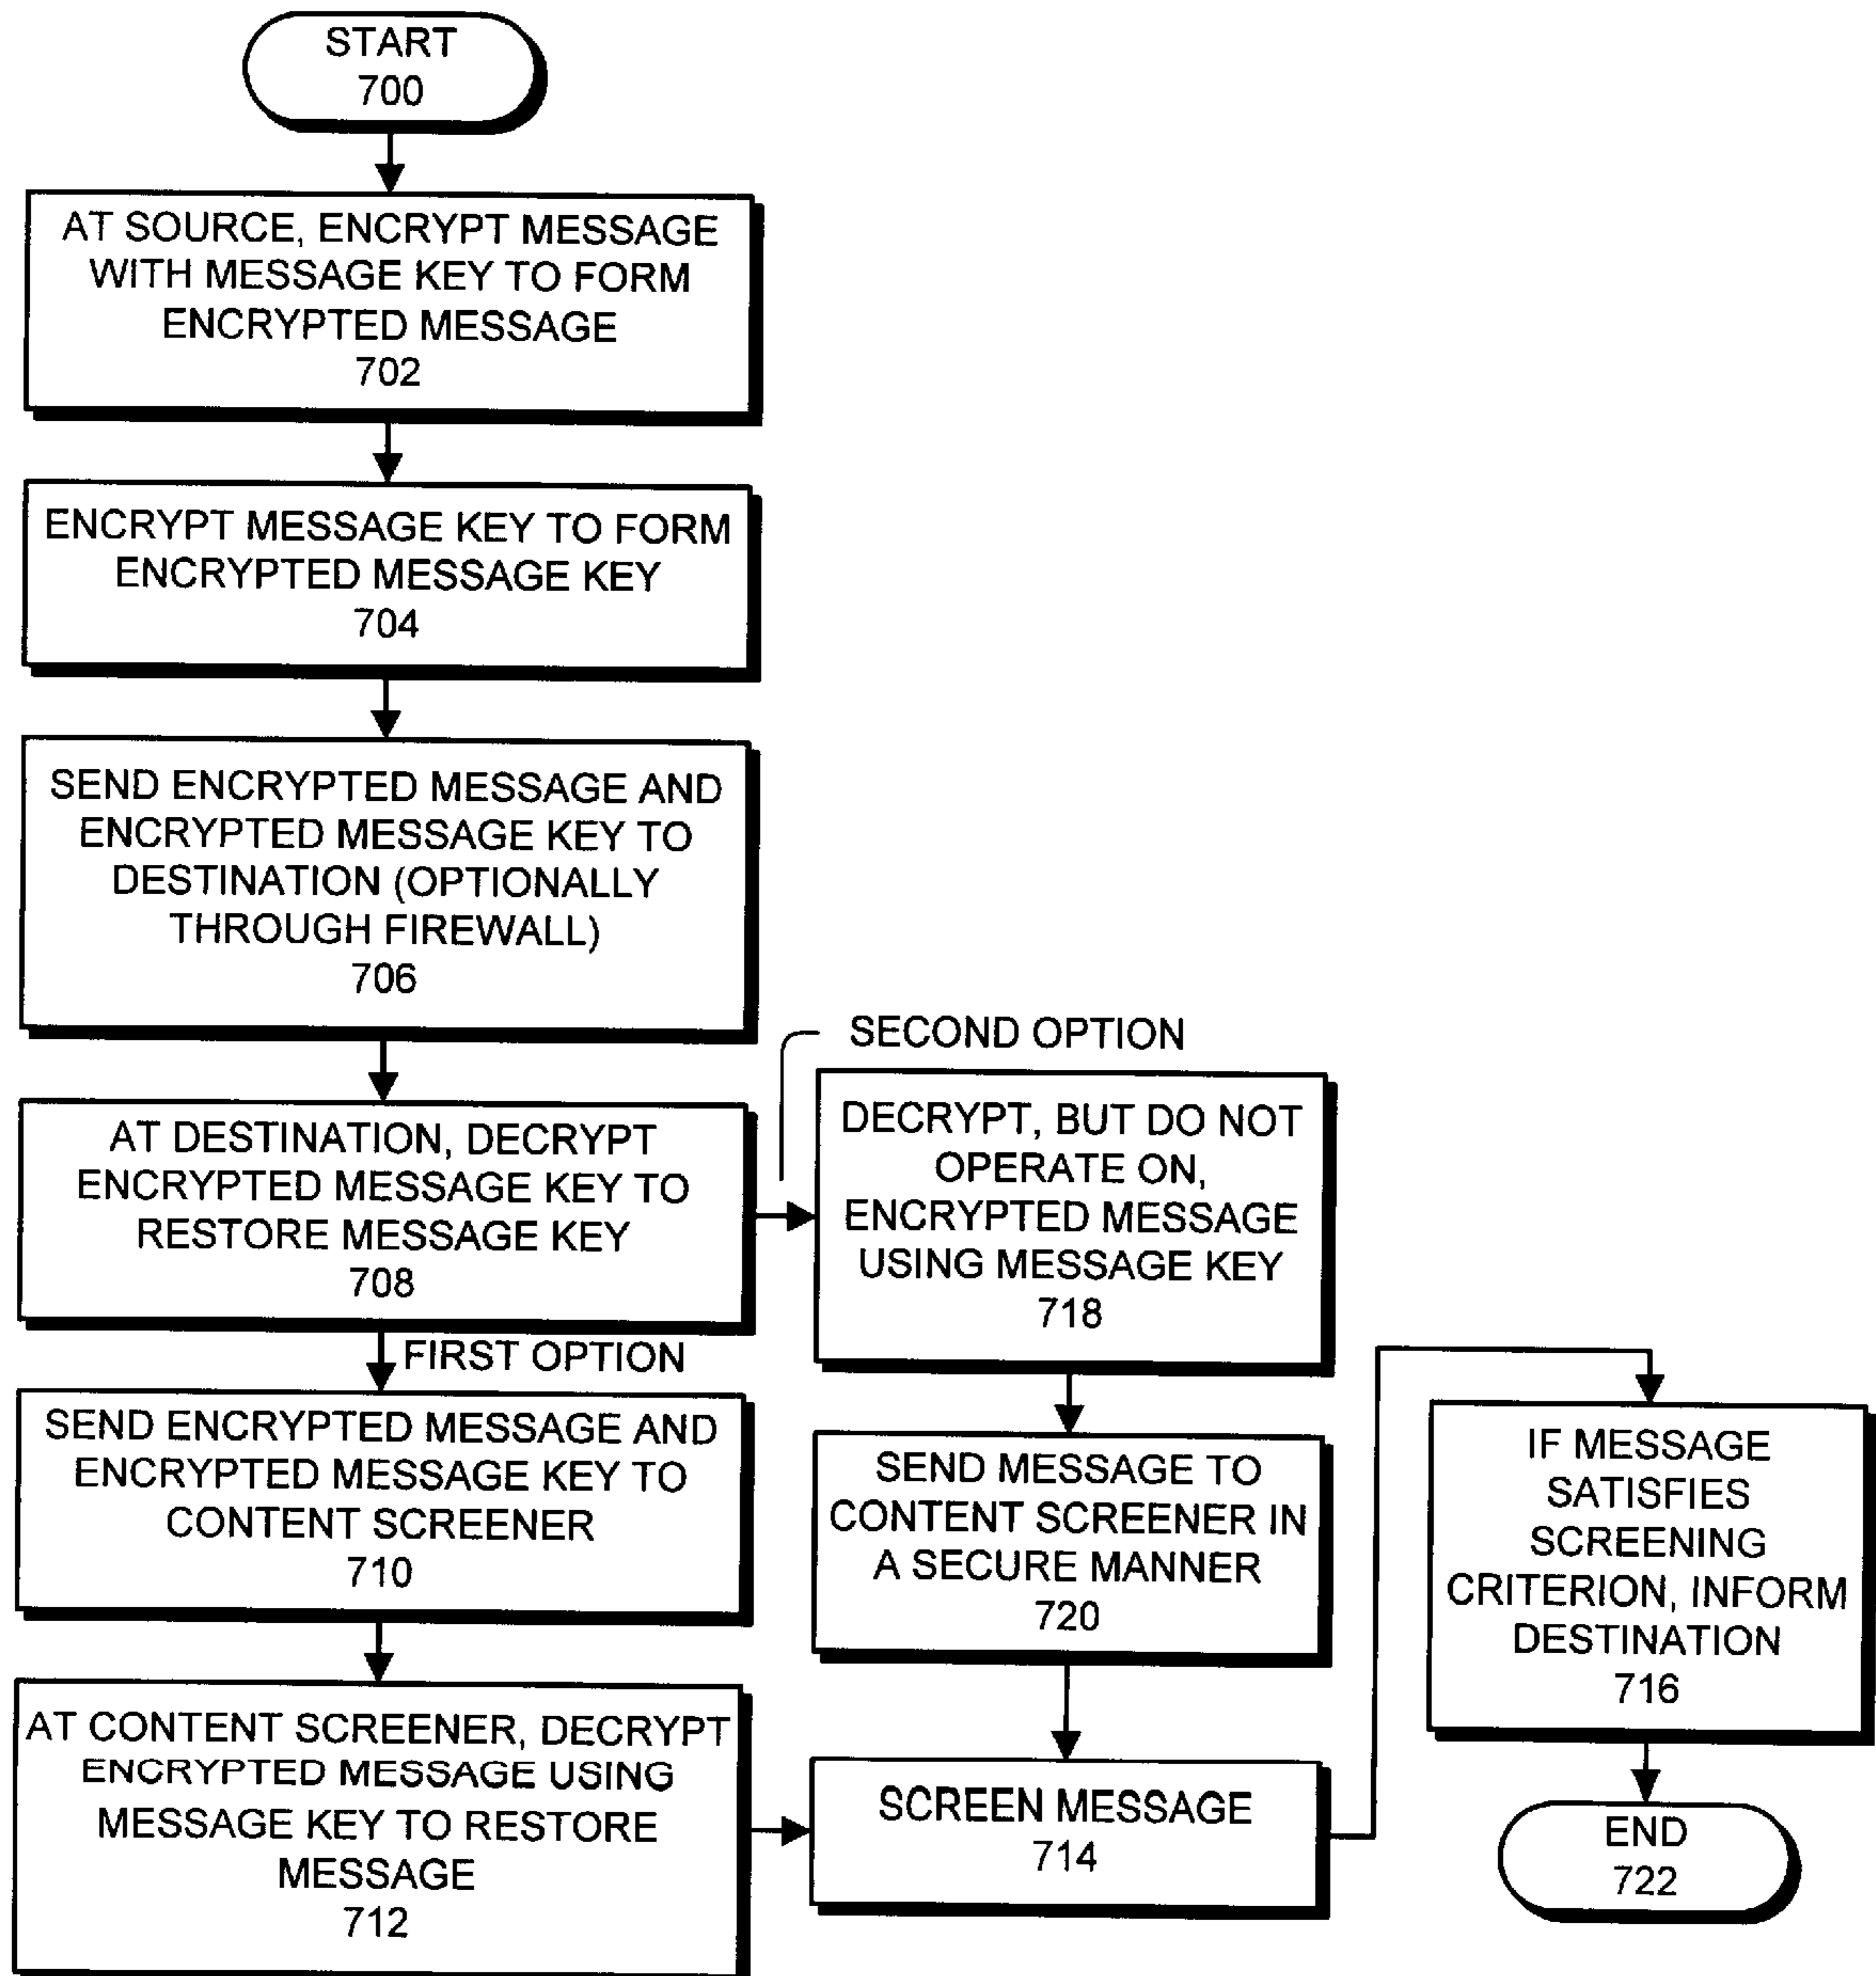 START
700
AT SOURCE, ENCRYPT MESSAGE
WITH MESSAGE KEY TO FORM
ENCRYPTED MESSAGE
702
ENCRYPT MESSAGE KEY TO FORM
ENCRYPTED MESSAGE KEY
704
SEND ENCRYPTED MESSAGE AND
ENCRYPTED MESSAGE KEY TO
DESTINATION (OPTIONALLY
THROUGH FIREWALL)
706
AT DESTINATION, DECRYPT
ENCRYPTED MESSAGE KEY TO
RESTORE MESSAGE KEY
708
FIRST OPTION
SEND ENCRYPTED MESSAGE AND
ENCRYPTED MESSAGE KEY TO
CONTENT SCREENER
710
AT CONTENT SCREENER, DECRYPT
ENCRYPTED MESSAGE USING
MESSAGE KEY TO RESTORE
MESSAGE
712
SECOND OPTION
DECRYPT, BUT DO NOT
OPERATE ON,
ENCRYPTED MESSAGE
USING MESSAGE KEY
718
SEND MESSAGE TO
CONTENT SCREENER IN
A SECURE MANNER
720
SCREEN MESSAGE
714
IF MESSAGE
SATISFIES
SCREENING
CRITERION, INFORM
DESTINATION
716
END
722